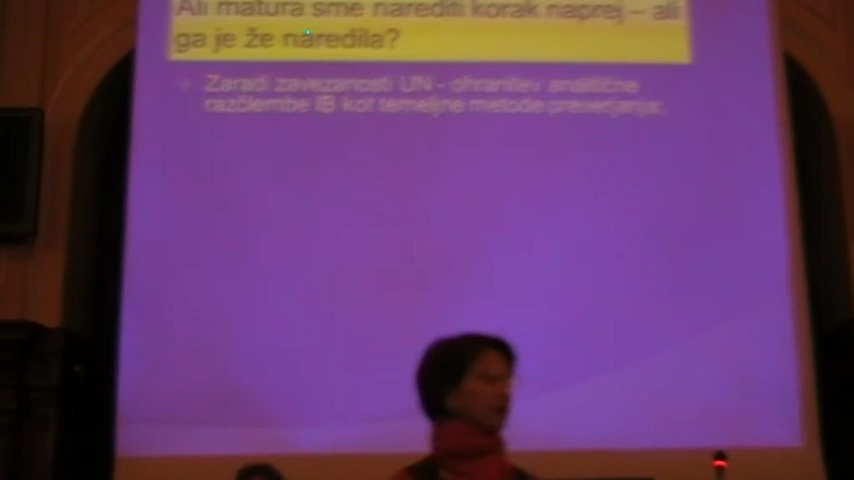 Ali matura sme narediti korak naprej – ali
ga je že naredila?
Zaradi zavezanosti UN - ohranitev analitične
razčlembe IB kot temeljne metode preverjanja;